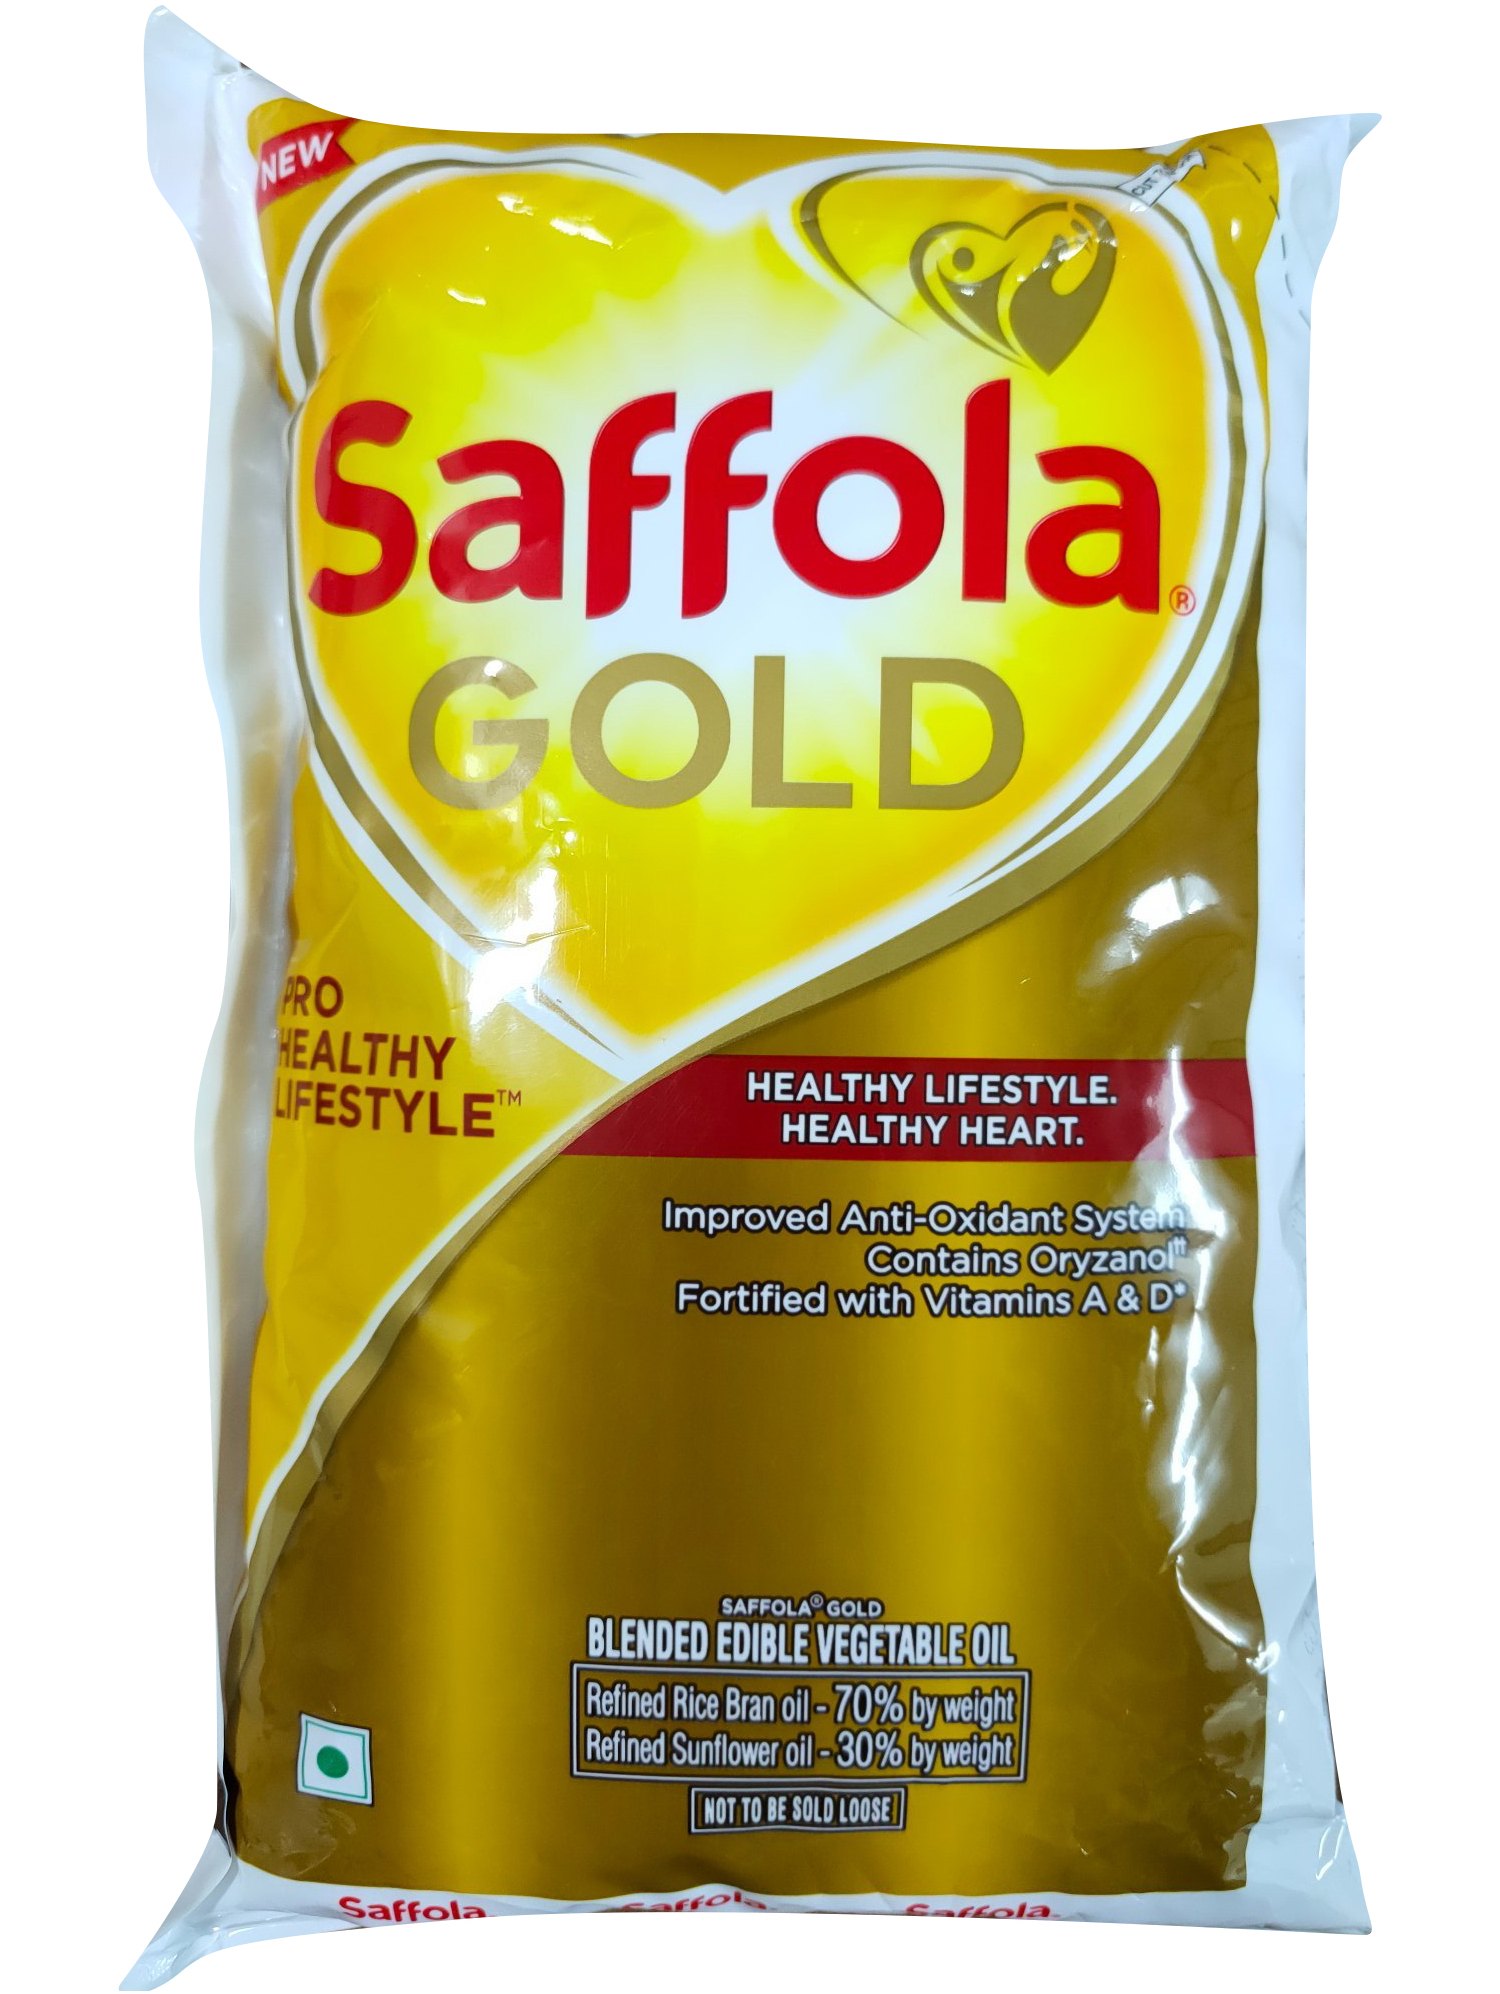 NEW
CUT
Saffola®
GOLD
PRO
HEALTHY
LIFESTYLE™
HEALTHY LIFESTYLE.
HEALTHY HEART.
Improved Anti-Oxidant System
Contains Oryzanol††
Fortified with Vitamins A & D*
SAFFOLA® GOLD
BLENDED EDIBLE VEGETABLE OIL
Refined Rice Bran oil - 70% by weight
Refined Sunflower oil - 30% by weight
NOT TO BE SOLD LOOSE
Saffola Saffola Saffola